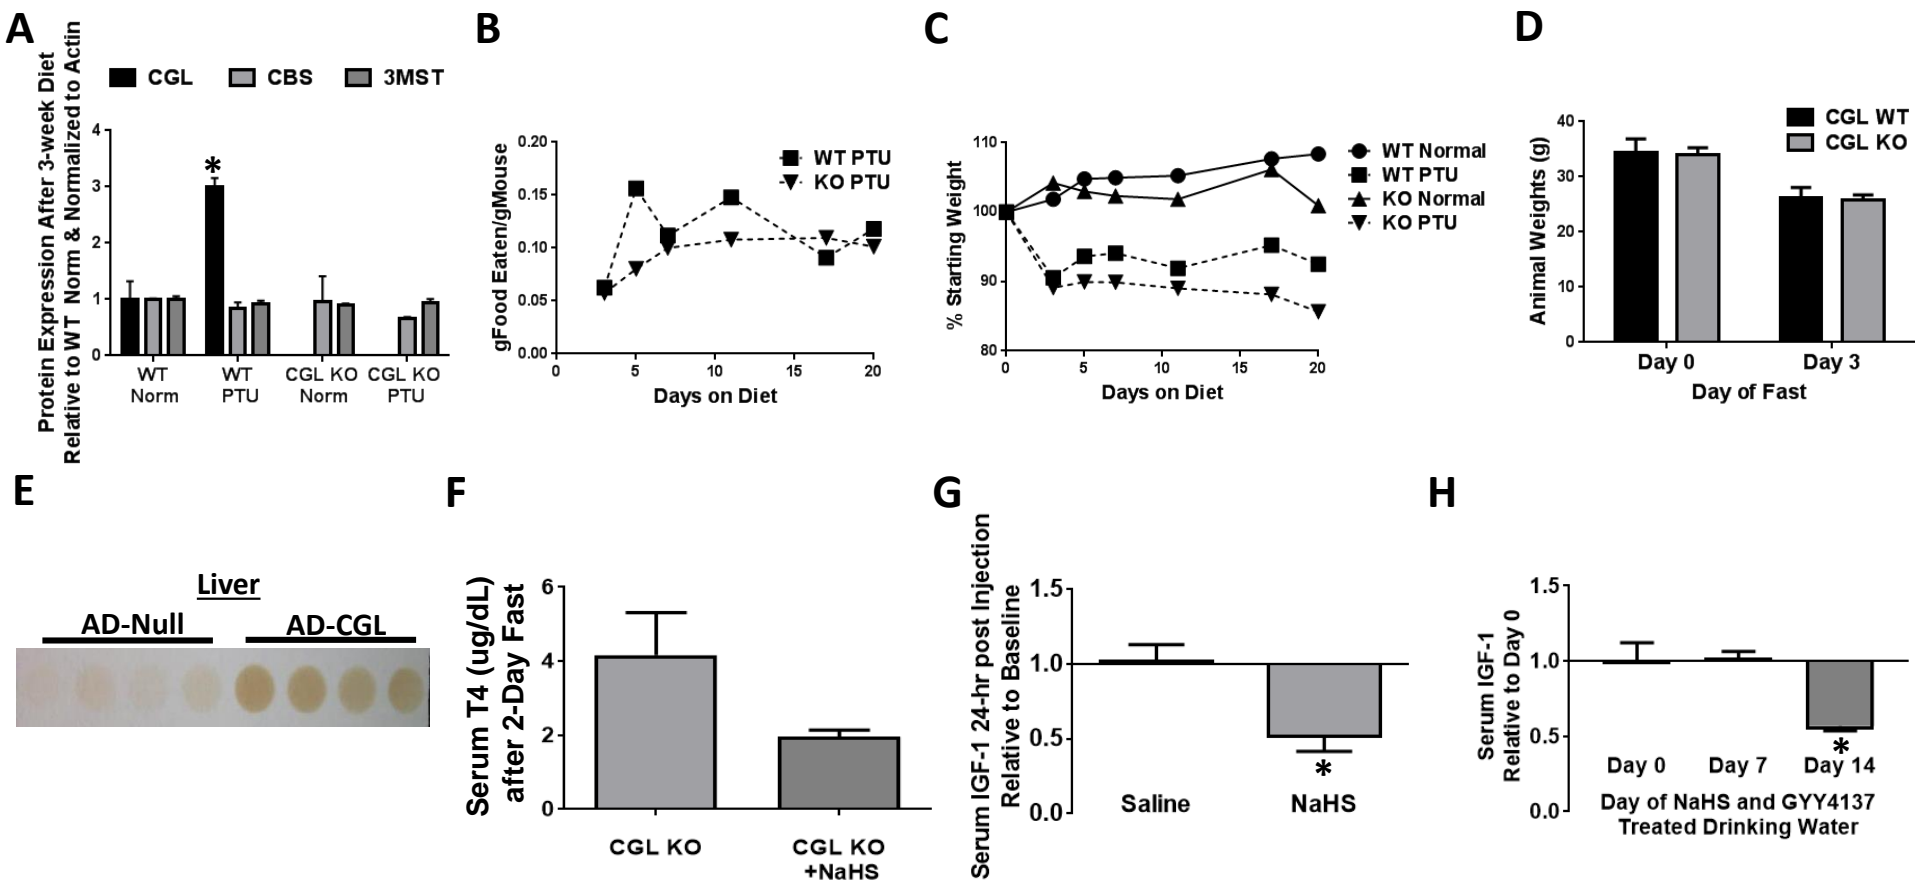 A
Protein Expression After 3-week Diet
Relative to WT Norm & Normalized to Actin
CGL CBS 3MST
4
3
2
1
0
*
WT Norm
WT PTU
CGL KO Norm
CGL KO PTU
B
gFood Eaten/gMouse
0.20
0.15
0.10
0.05
0.00
WT PTU
KO PTU
0 5 10 15 20
Days on Diet
C
% Starting Weight
110
100
90
80
WT Normal
WT PTU
KO Normal
KO PTU
0 5 10 15 20
Days on Diet
D
Animal Weights (g)
40
30
20
10
0
CGL WT
CGL KO
Day 0 Day 3
Day of Fast
E
Liver
AD-Null AD-CGL
F
Serum T4 (ug/dL)
after 2-Day Fast
6
4
2
0
CGL KO
CGL KO
+NaHS
G
Serum IGF-1 24-hr post Injection
Relative to Baseline
1.5
1.0
0.5
0.0
*
Saline NaHS
H
Serum IGF-1
Relative to Day 0
1.5
1.0
0.5
0.0
*
Day 0 Day 7 Day 14
Day of NaHS and GYY4137
Treated Drinking Water